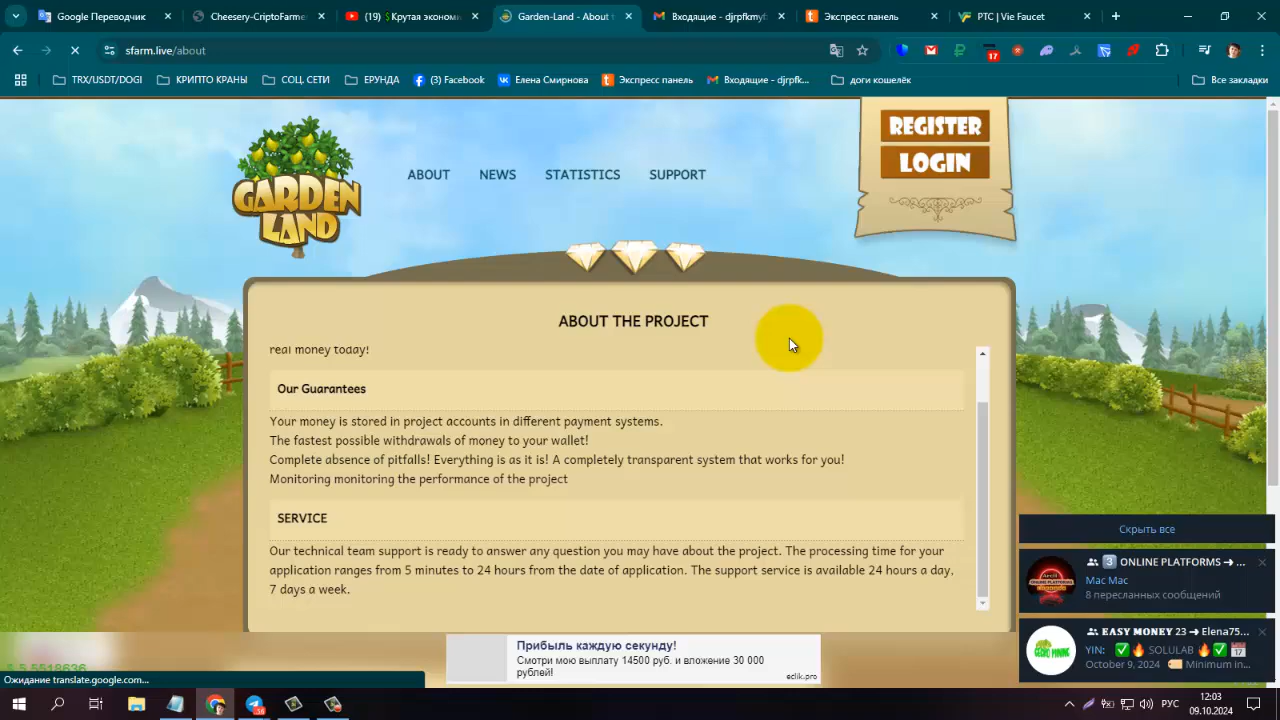 Google Переводчик
Cheesery-CriptoFarme
(19) $Крутая эконом
Garden-Land - About t
Входящие - djrpfkmyf
Экспресс панель
РТС | Vie Faucet
sfarm.live/about
17
TRX/USDT/DOGI
КРИПТО КРАНЫ
СОЦ. СЕТИ
ЕРУНДА
(3) Facebook
Елена Смирнова
Экспресс панель
Входящие - djrpfk...
доги кошелёк
Все закладки
GARDEN
LAND
ABOUT
NEWS
STATISTICS
SUPPORT
REGISTER
LOGIN
ABOUT THE PROJECT
real money today!
Our Guarantees
Your money is stored in project accounts in different payment systems.
The fastest possible withdrawals of money to your wallet!
Complete absence of pitfalls! Everything is as it is! A completely transparent system that works for you!
Monitoring monitoring the performance of the project
SERVICE
Our technical team support is ready to answer any question you may have about the project. The processing time for your
application ranges from 5 minutes to 24 hours from the date of application. The support service is available 24 hours a day,
7 days a week.
Скрыть все
3 ONLINE PLATFORMS ➜ ...
Mac Mac
8 пересланных сообщений
EASY MONEY 23 ➜ Elena75...
YIN: ✅🔥 SOLULAB 🔥✅ 📅
October 9, 2024 Minimum in...
Прибыль каждую секунду!
Смотри мою выплату 14500 руб. и вложение 30 000
рублей!
eclik.pro
5.5.5518636
Ожидание translate.google.com...
РУС
12:03
09.10.2024